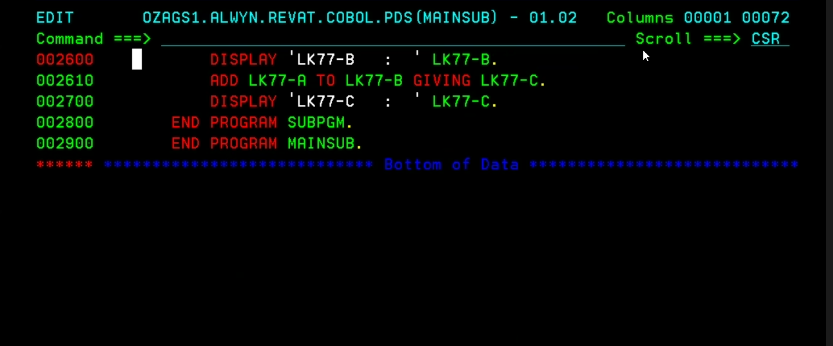 EDIT OZAGS1.ALWYN.REVAT.COBOL.PDS(MAINSUB) - 01.02 Columns 00001 00072
Command ===> Scroll ===> CSR
002600 DISPLAY 'LK77-B : ' LK77-B.
002610 ADD LK77-A TO LK77-B GIVING LK77-C.
002700 DISPLAY 'LK77-C : ' LK77-C.
002800 END PROGRAM SUBPGM.
002900 END PROGRAM MAINSUB.
****** **************************** Bottom of Data ****************************